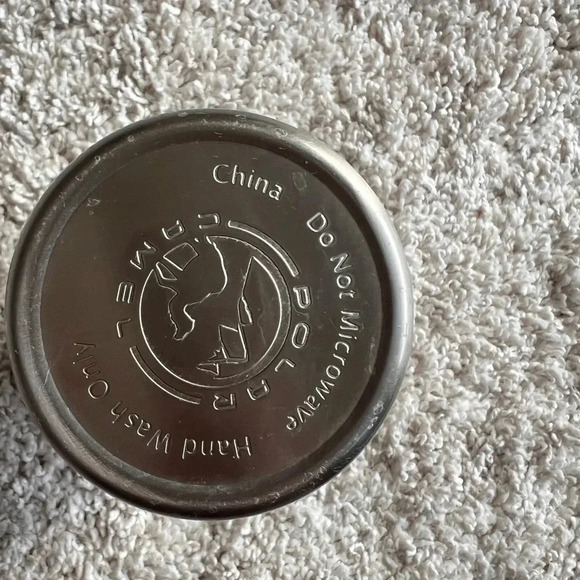 China
Do Not Microwave
Hand Wash Only
POLAR
CAMEL